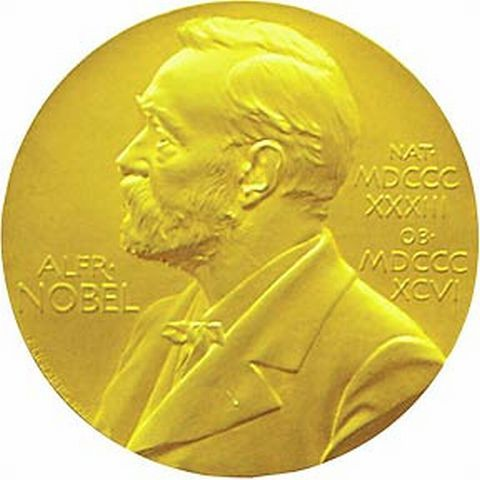 ALFR·
NOBEL
NAT·
MDCCC
XXXIII
OB·
MDCCC
XCVI